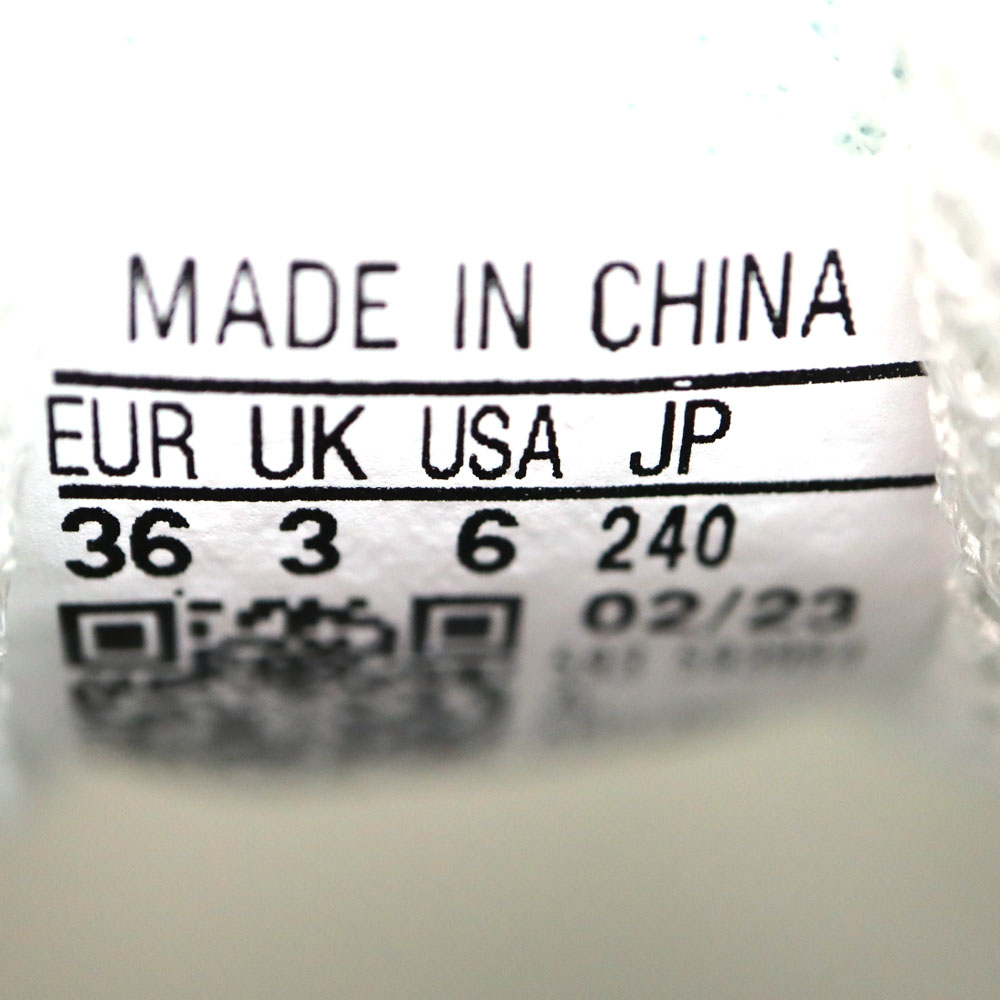 MADE IN CHINA
EUR UK USA JP
36 3 6 240
02/23